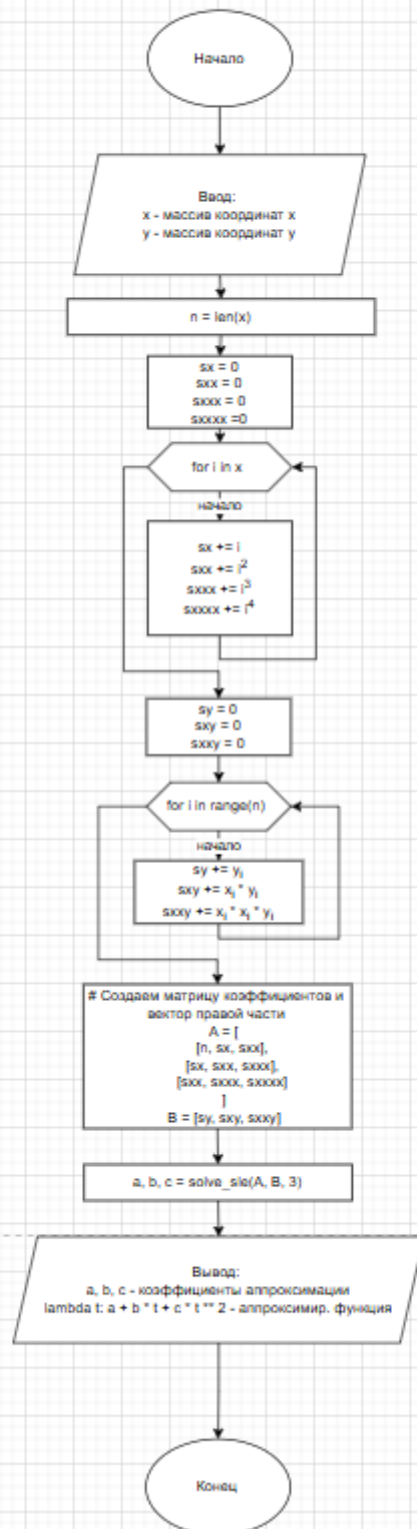 Начало
Ввод:
x - массив координат x
y - массив координат y
n = len(x)
sx = 0
sxx = 0
sxxx = 0
sxxxx =0
for i in x
начало
sx += i
sxx += i²
sxxx += i³
sxxxx += i⁴
sy = 0
sxy = 0
sxxy = 0
for i in range(n)
начало
sy += yᵢ
sxy += xᵢ * yᵢ
sxxy += xᵢ * xᵢ * yᵢ
# Создаем матрицу коэффициентов и
вектор правой части
A = [
[n, sx, sxx],
[sx, sxx, sxxx],
[sxx, sxxx, sxxxx]
]
B = [sy, sxy, sxxy]
a, b, c = solve_sle(A, B, 3)
Вывод:
a, b, c - коэффициенты аппроксимации
lambda t: a + b * t + c * t ** 2 - аппроксимир. функция
Конец